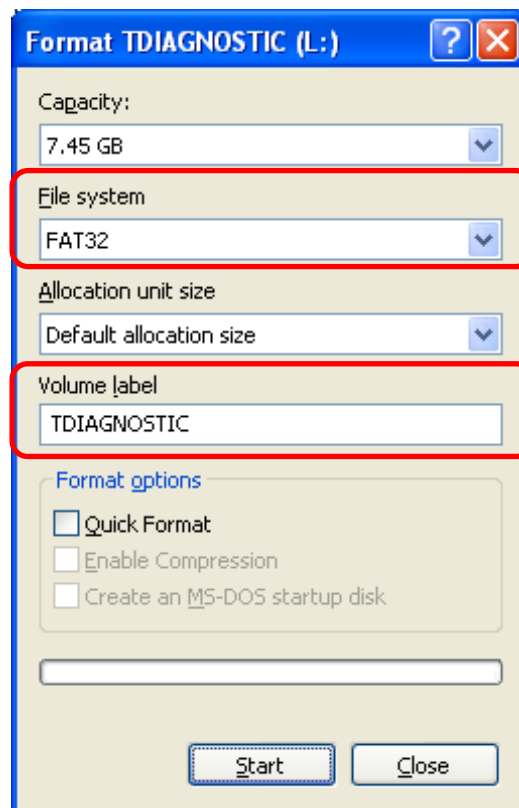 Format TDIAGNOSTIC (L:)
Capacity:
7.45 GB
File system
FAT32
Allocation unit size
Default allocation size
Volume label
TDIAGNOSTIC
Format options
Quick Format
Enable Compression
Create an MS-DOS startup disk
Start Close